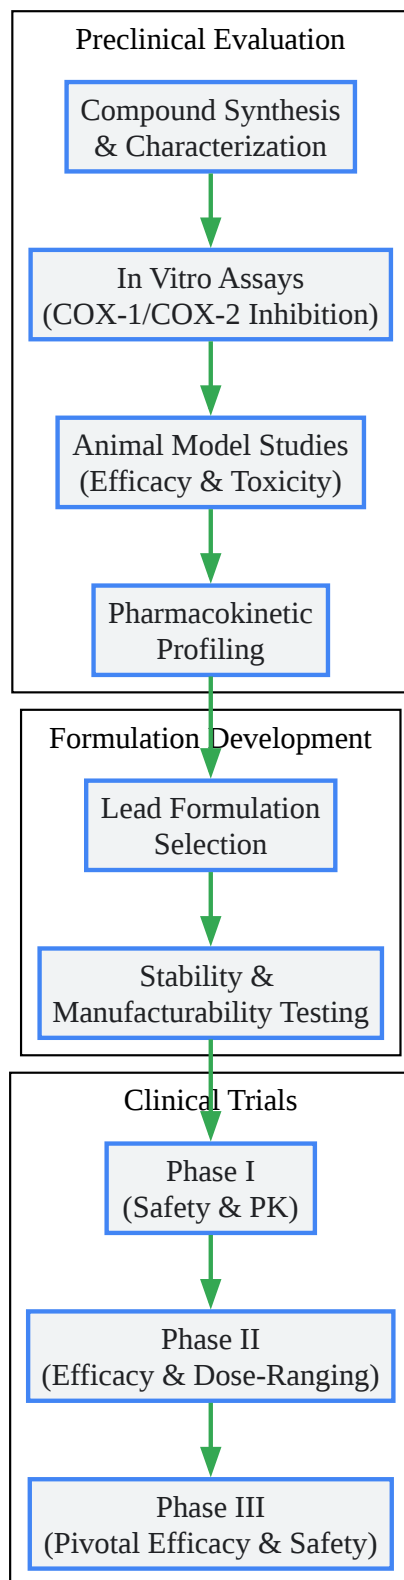 Preclinical Evaluation
Compound Synthesis
& Characterization
In Vitro Assays
(COX-1/COX-2 Inhibition)
Animal Model Studies
(Efficacy & Toxicity)
Pharmacokinetic
Profiling
Formulation Development
Lead Formulation
Selection
Stability &
Manufacturability Testing
Clinical Trials
Phase I
(Safety & PK)
Phase II
(Efficacy & Dose-Ranging)
Phase III
(Pivotal Efficacy & Safety)